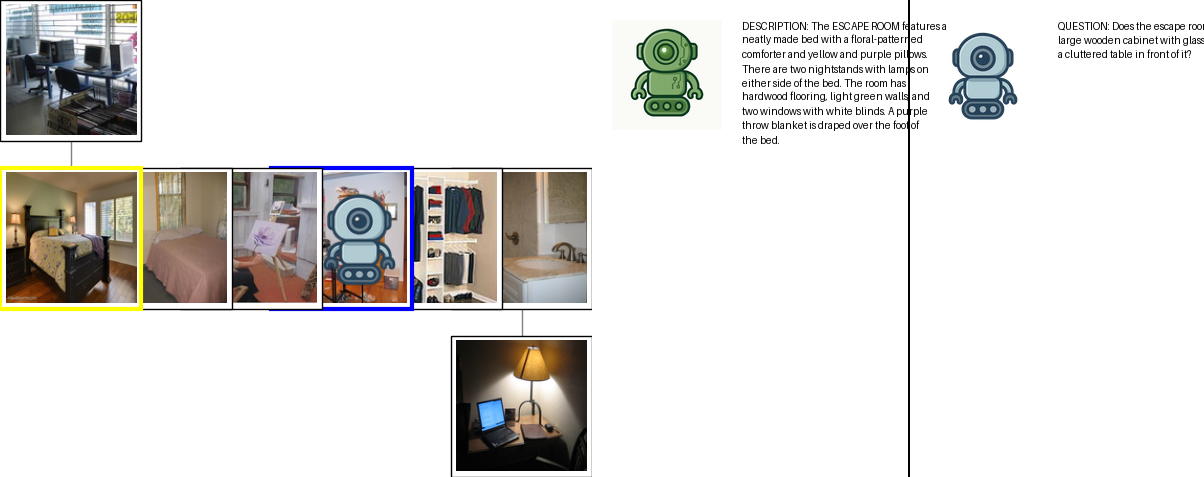 DESCRIPTION: The ESCAPE ROOM features a
neatly made bed with a floral-patterned
comforter and yellow and purple pillows.
There are two nightstands with lamps on
either side of the bed. The room has
hardwood flooring, light green walls, and
two windows with white blinds. A purple
throw blanket is draped over the foot of
the bed.
QUESTION: Does the escape roo
large wooden cabinet with glass
a cluttered table in front of it?